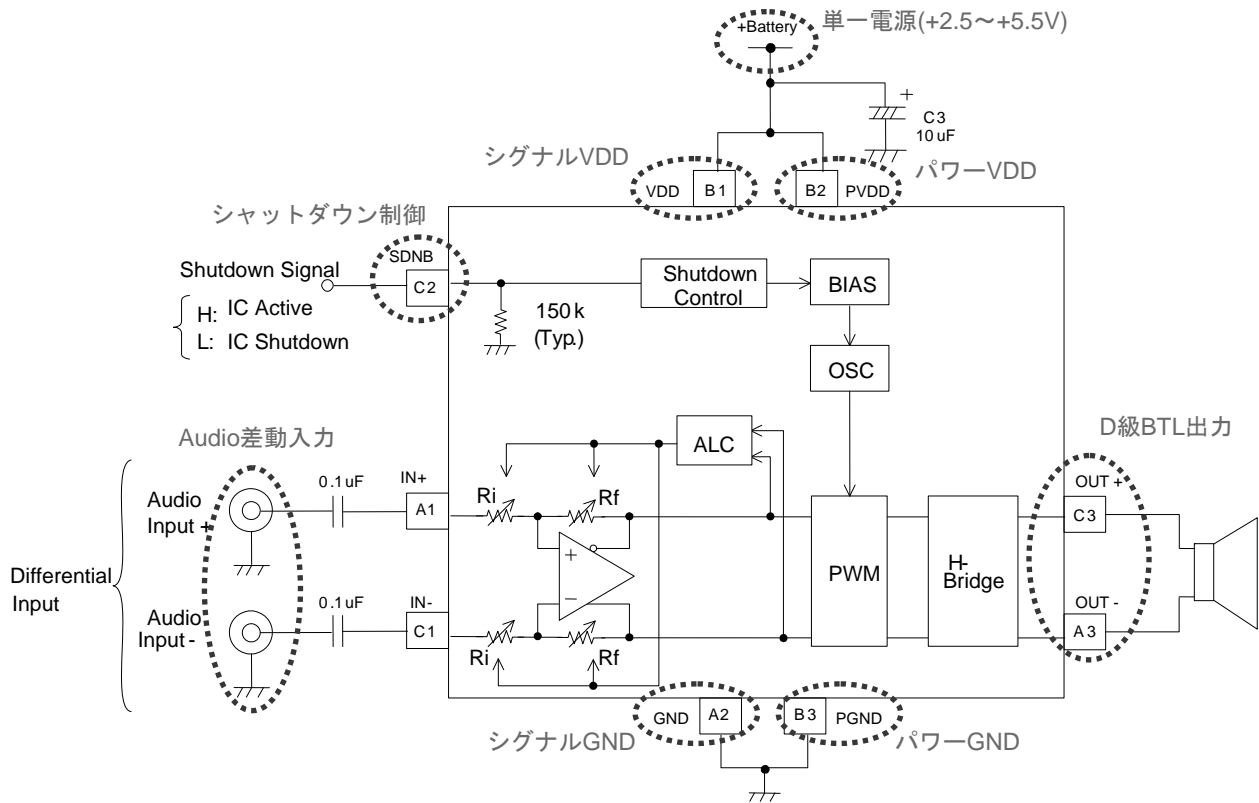 単一電源(+2.5～+5.5V)
+Battery
+
C3
10 uF
シグナルVDD
パワーVDD
VDD
B1
B2
PVDD
シャットダウン制御
SDNB
Shutdown Signal
C2
H: IC Active
L: IC Shutdown
150k
(Typ.)
Shutdown
Control
BIAS
OSC
Audio差動入力
D級BTL出力
ALC
0.1uF
IN+
Audio
Input +
A1
Ri
Rf
OUT +
C3
+
PWM
H-
Bridge
Differential
Input
−
0.1uF
IN-
Audio
Input -
C1
Ri
Rf
OUT -
A3
シグナルGND
GND
A2
B3
PGND
パワーGND